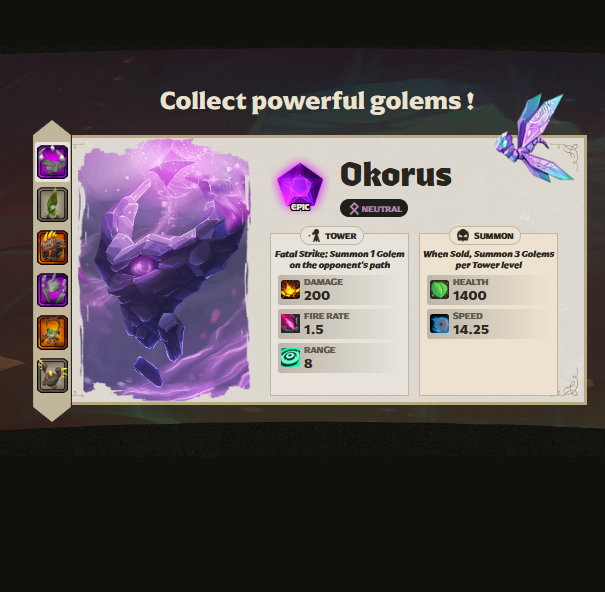 Collect powerful golems !
Okorus
EPIC
NEUTRAL
TOWER
Fatal Strike: Summon 1 Golem
on the opponent's path
DAMAGE
200
FIRE RATE
1.5
RANGE
8
SUMMON
When Sold, Summon 3 Golems
per Tower level
HEALTH
1400
SPEED
14.25